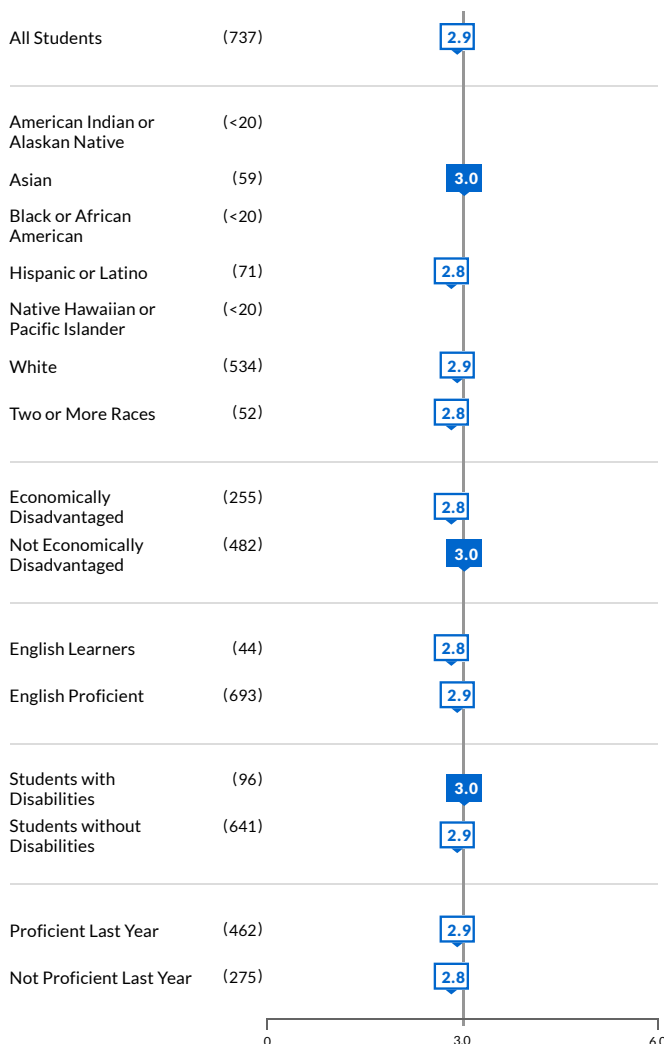 All Students (737) 2.9
American Indian or (<20)
Alaskan Native
Asian (59) 3.0
Black or African (<20)
American
Hispanic or Latino (71) 2.8
Native Hawaiian or (<20)
Pacific Islander
White (534) 2.9
Two or More Races (52) 2.8
Economically (255) 2.8
Disadvantaged
Not Economically (482) 3.0
Disadvantaged
English Learners (44) 2.8
English Proficient (693) 2.9
Students with (96) 3.0
Disabilities
Students without (641) 2.9
Disabilities
Proficient Last Year (462) 2.9
Not Proficient Last Year (275) 2.8
0 3.0 6.0